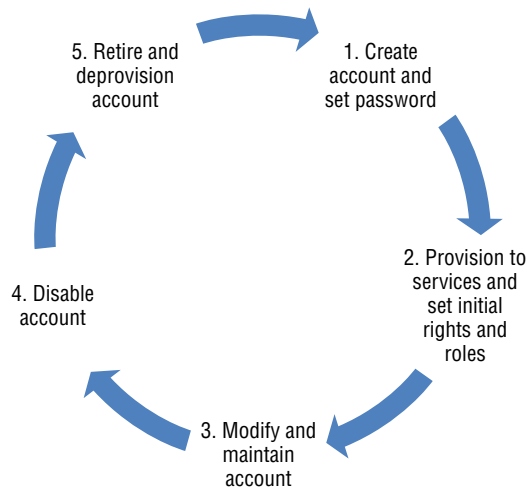 1. Create
account and
set password
2. Provision to
services and
set initial
rights and
roles
3. Modify and
maintain
account
4. Disable
account
5. Retire and
deprovision
account